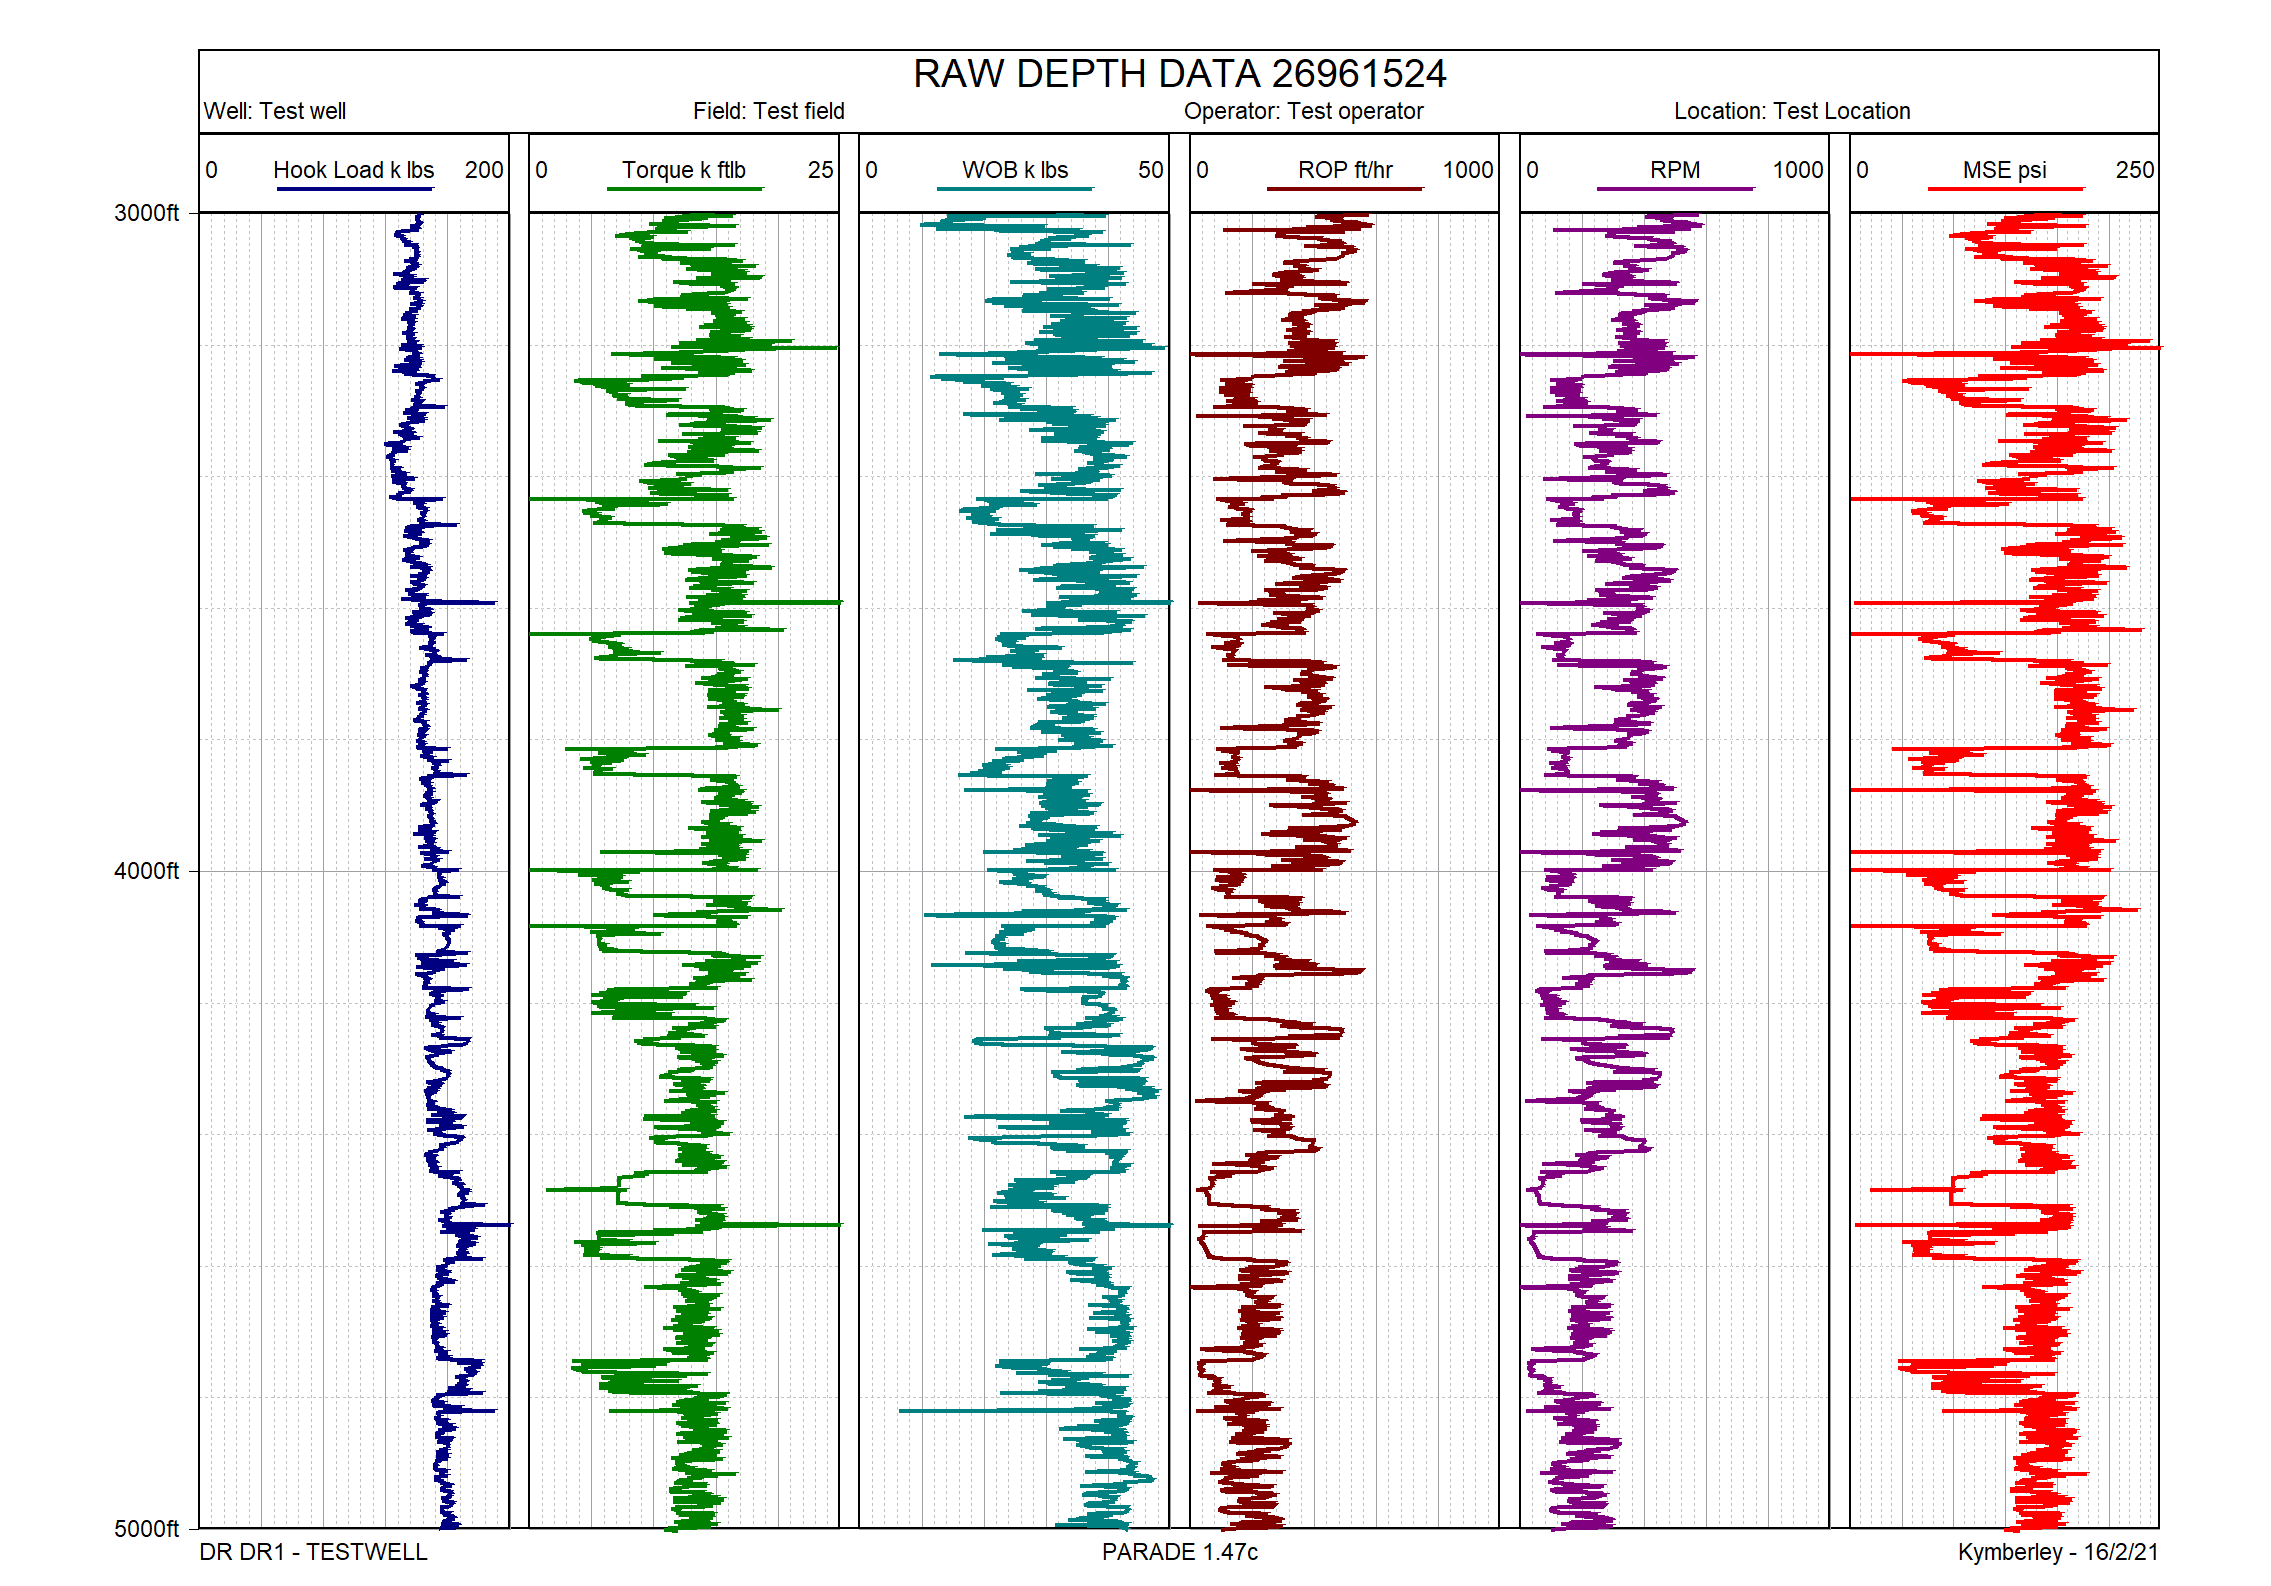 RAW DEPTH DATA 26961524
Well: Test well Field: Test field Operator: Test operator Location: Test Location
0 Hook Load k lbs 200 0 Torque k ftlb 25 0 WOB k lbs 50 0 ROP ft/hr 1000 0 RPM 1000 0 MSE psi 250
3000ft
4000ft
5000ft
DR DR1 - TESTWELL PARADE 1.47c Kymberley - 16/2/21